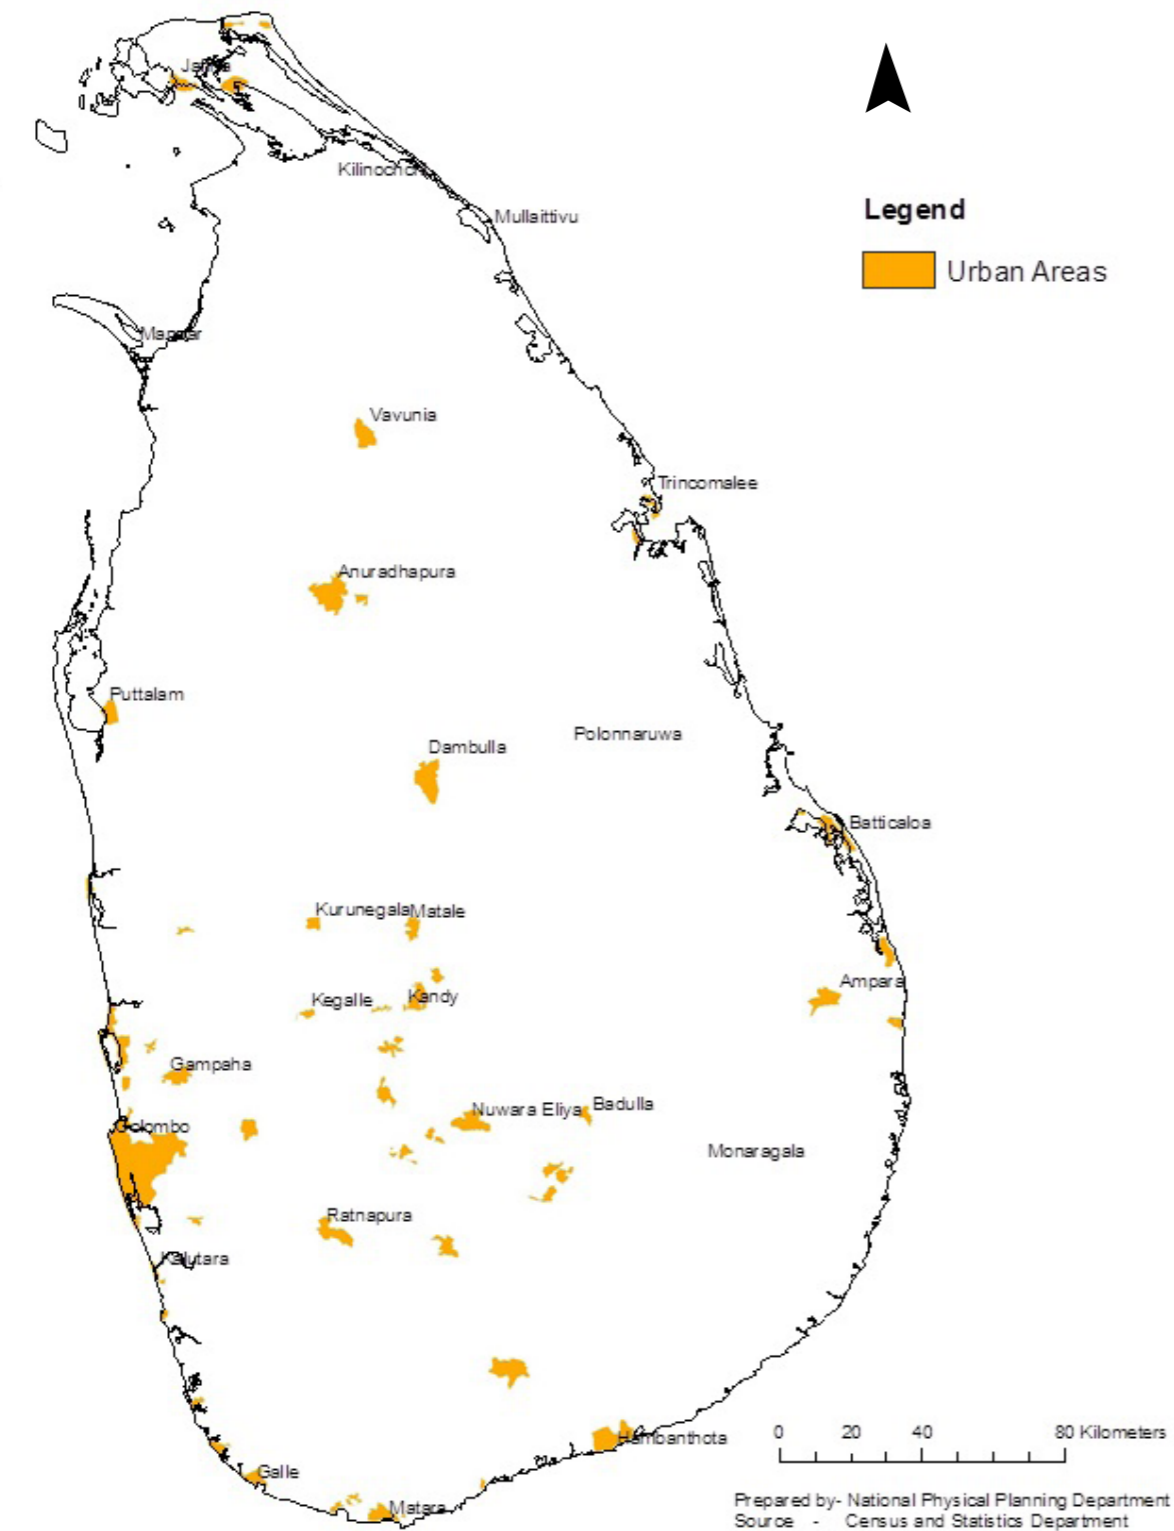 Jaffna
Kilinochchi
Mullaittivu
Legend
Urban Areas
Mannar
Vavunia
Trincomalee
Anuradhapura
Puttalam
Polonnaruwa
Dambulla
Batticaloa
Kurunegala Matale
Ampara
Kegalle Kandy
Gampaha
Nuwara Eliya Badulla
Colombo
Monaragala
Ratnapura
Kalutara
0 20 40 80 Kilometers
Hambanthota
Galle
Matara
Prepared by- National Physical Planning Department
Source - Census and Statistics Department